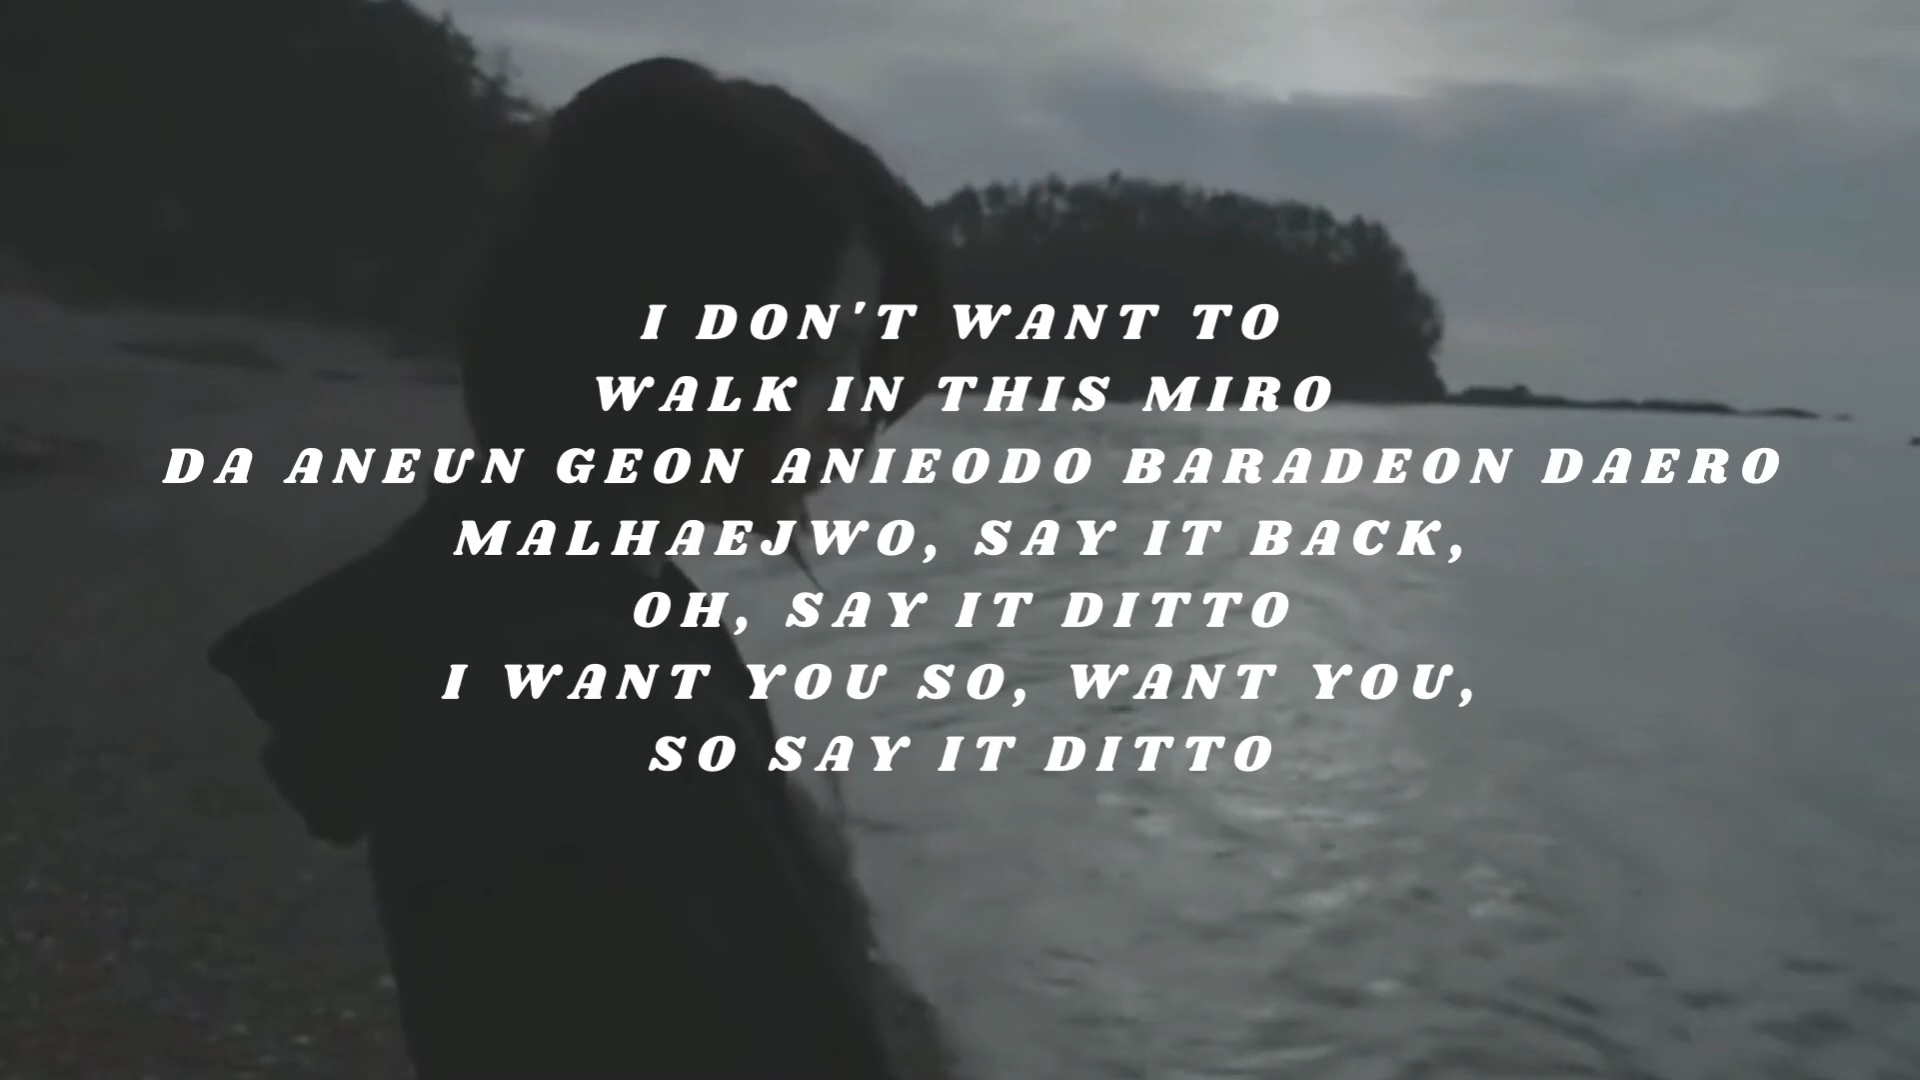 I DON'T WANT TO
WALK IN THIS MIRO
DA ANEUN GEON ANIEODO BARADEON DAERO
MALHAEJWO, SAY IT BACK,
OH, SAY IT DITTO
I WANT YOU SO, WANT YOU,
SO SAY IT DITTO